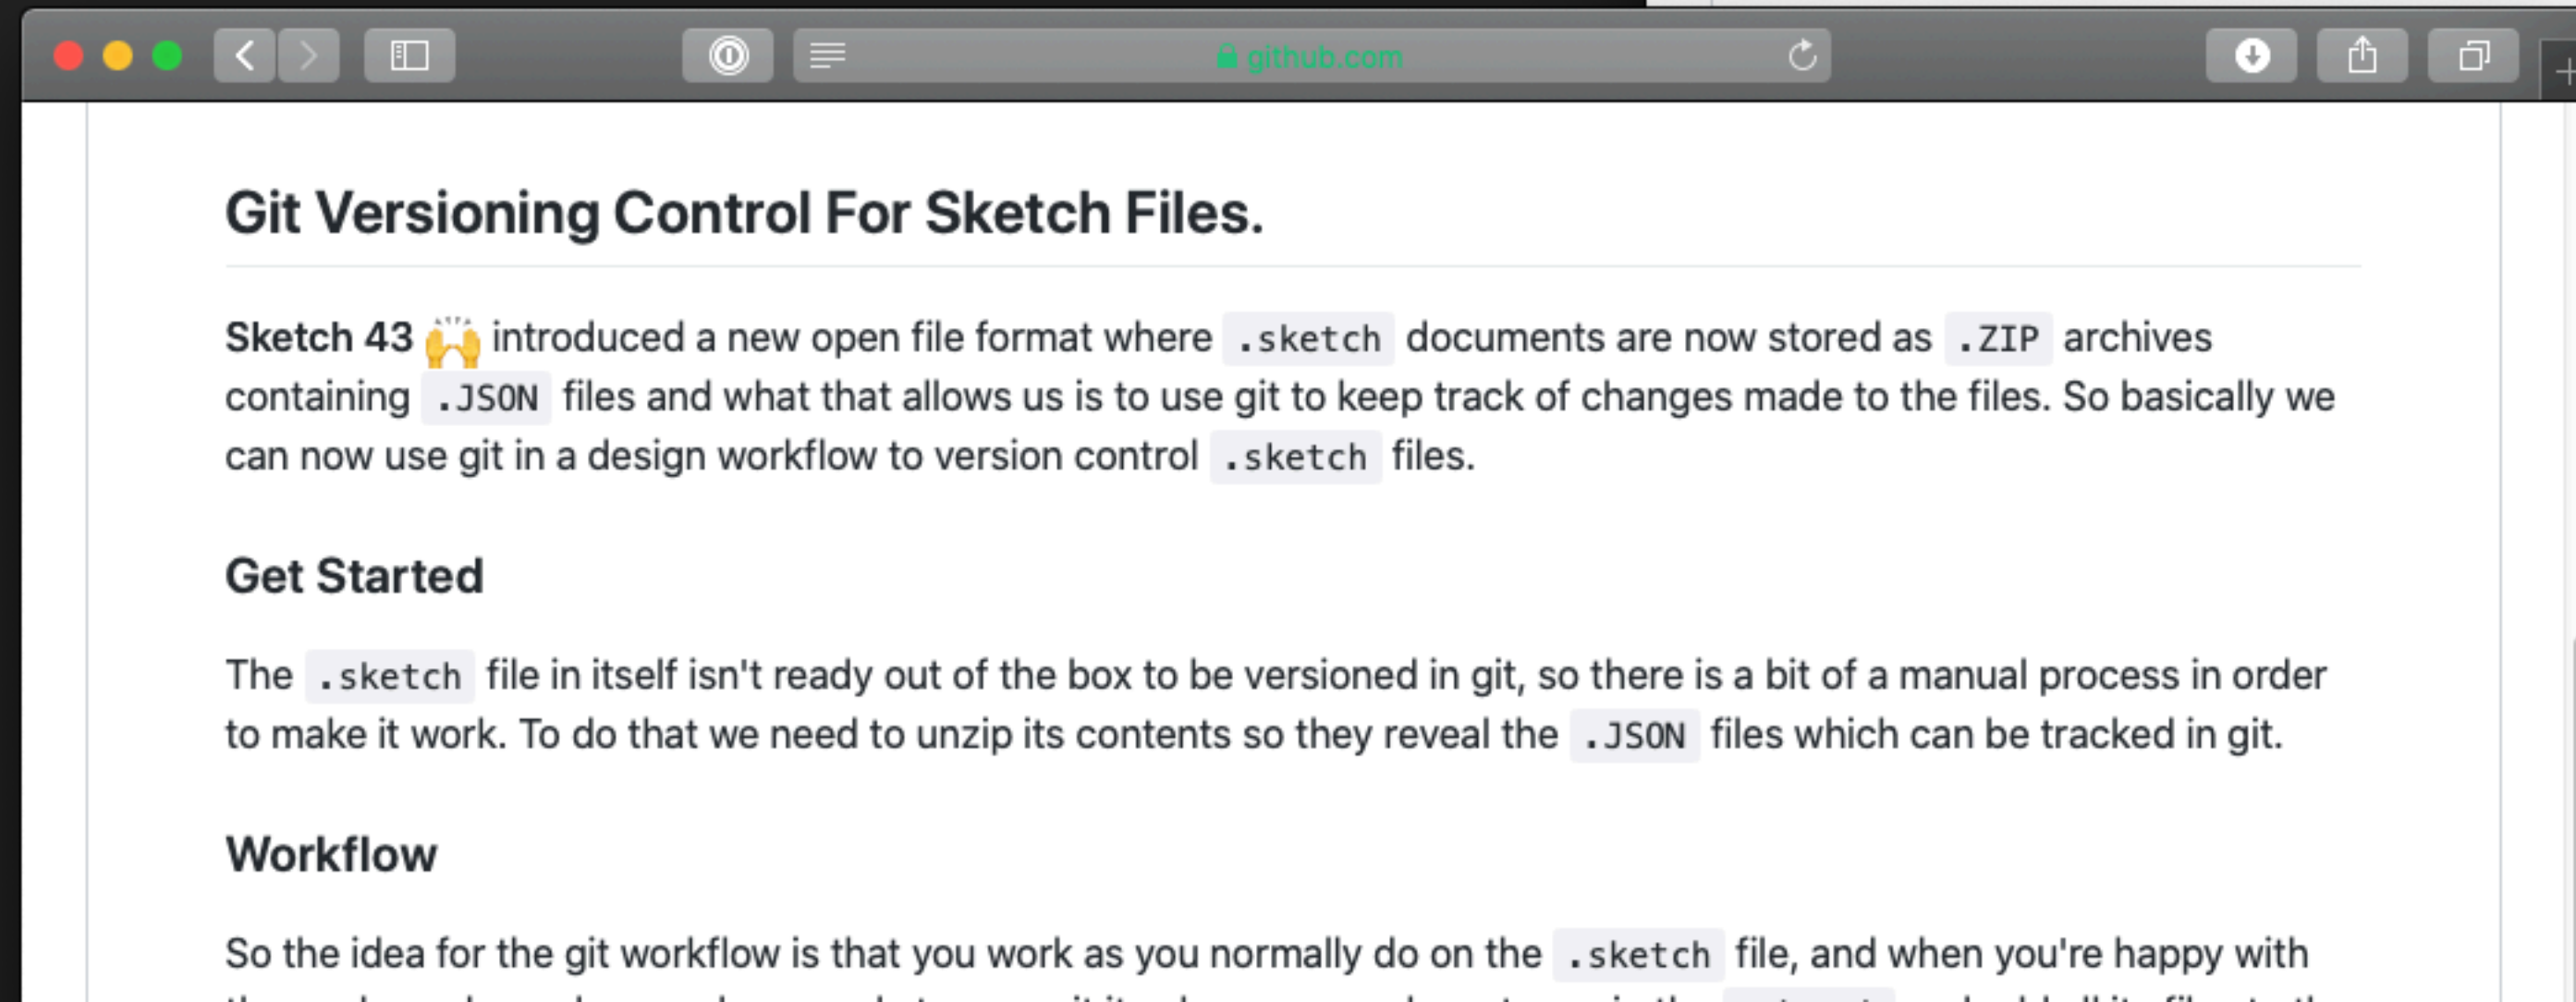 github.com
Git Versioning Control For Sketch Files.
Sketch 43 🙌 introduced a new open file format where .sketch documents are now stored as .ZIP archives
containing .JSON files and what that allows us is to use git to keep track of changes made to the files. So basically we
can now use git in a design workflow to version control .sketch files.
Get Started
The .sketch file in itself isn't ready out of the box to be versioned in git, so there is a bit of a manual process in order
to make it work. To do that we need to unzip its contents so they reveal the .JSON files which can be tracked in git.
Workflow
So the idea for the git workflow is that you work as you normally do on the .sketch file, and when you're happy with